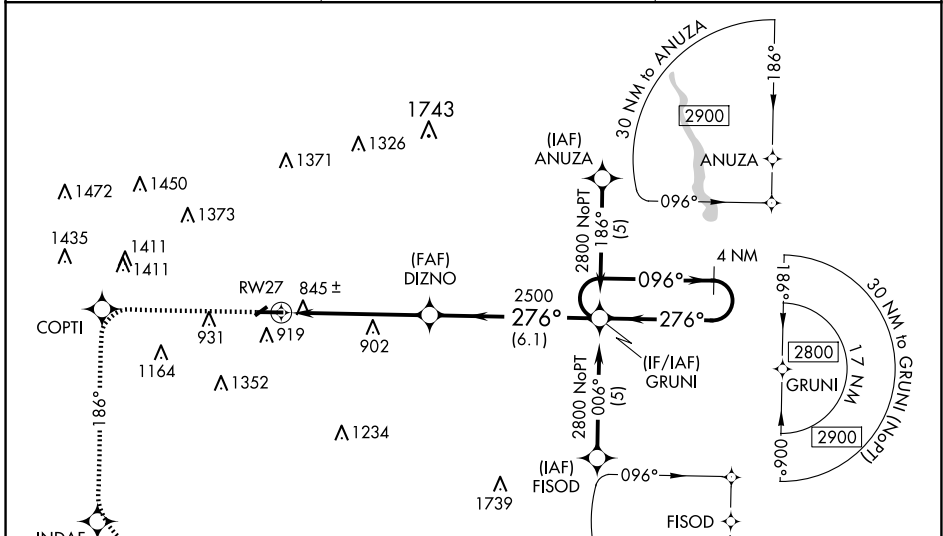 30 NM to ANUZA
186°
2900
ANUZA
096°
1743
1326
1371
(IAF)
ANUZA
1472
1450
1373
2800 NoPT
186°
(5)
1435
1411
1411
(FAF)
DIZNO
096°
4 NM
RW27
845 ±
2500
276°
(6.1)
276°
COPTI
931
919
902
(IF/IAF)
GRUNI
186°
30 NM to GRUNI (NoPT)
2800
17 NM
GRUNI
2900
006°
1164
1352
2800 NoPT
006°
(5)
186°
1234
(IAF)
FISOD
096°
1739
FISOD